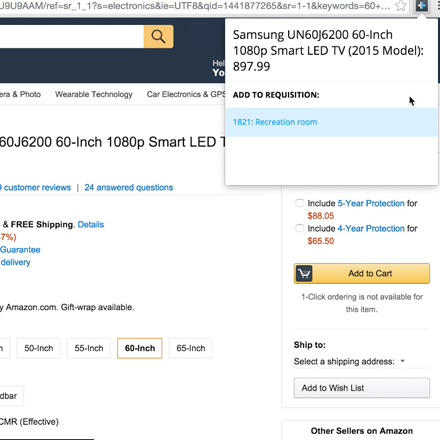 U9U9AAM/ref=sr_1_1?s=electronics&ie=UTF8&qid=1441877265&sr=1-1&keywords=60+...
Samsung UN60J6200 60-Inch
1080p Smart LED TV (2015 Model):
897.99
ADD TO REQUISITION:
1821: Recreation room
Hel
Yo
era & Photo
Wearable Technology
Car Electronics & GPS
60J6200 60-Inch 1080p Smart LED T
9 customer reviews | 24 answered questions
& FREE Shipping. Details
7%)
Guarantee
delivery
y Amazon.com. Gift-wrap available.
50-Inch
55-Inch
60-Inch
65-Inch
dbar
CMR (Effective)
Include 5-Year Protection for
$88.05
Include 4-Year Protection for
$65.50
Add to Cart
1-Click ordering is not available for
this item.
Ship to:
Select a shipping address:
Add to Wish List
Other Sellers on Amazon